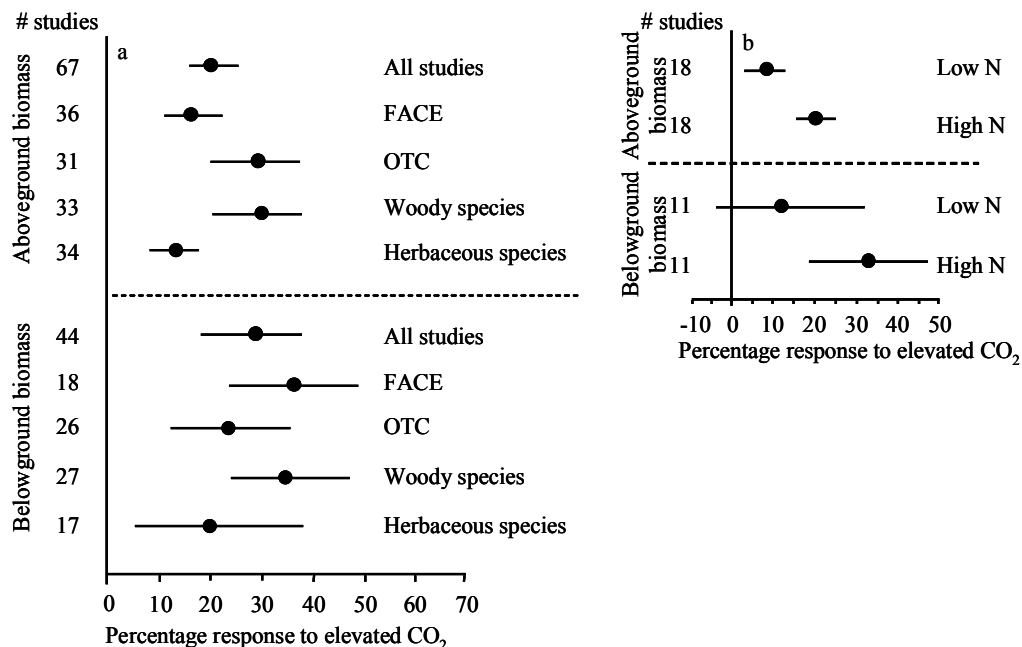 # studies
a
Aboveground biomass
67 All studies
36 FACE
31 OTC
33 Woody species
34 Herbaceous species
Belowground biomass
44 All studies
18 FACE
26 OTC
27 Woody species
17 Herbaceous species
0 10 20 30 40 50 60 70
Percentage response to elevated CO₂
# studies
b
Aboveground
biomass
18 Low N
18 High N
Belowground
biomass
11 Low N
11 High N
-10 0 10 20 30 40 50
Percentage response to elevated CO₂